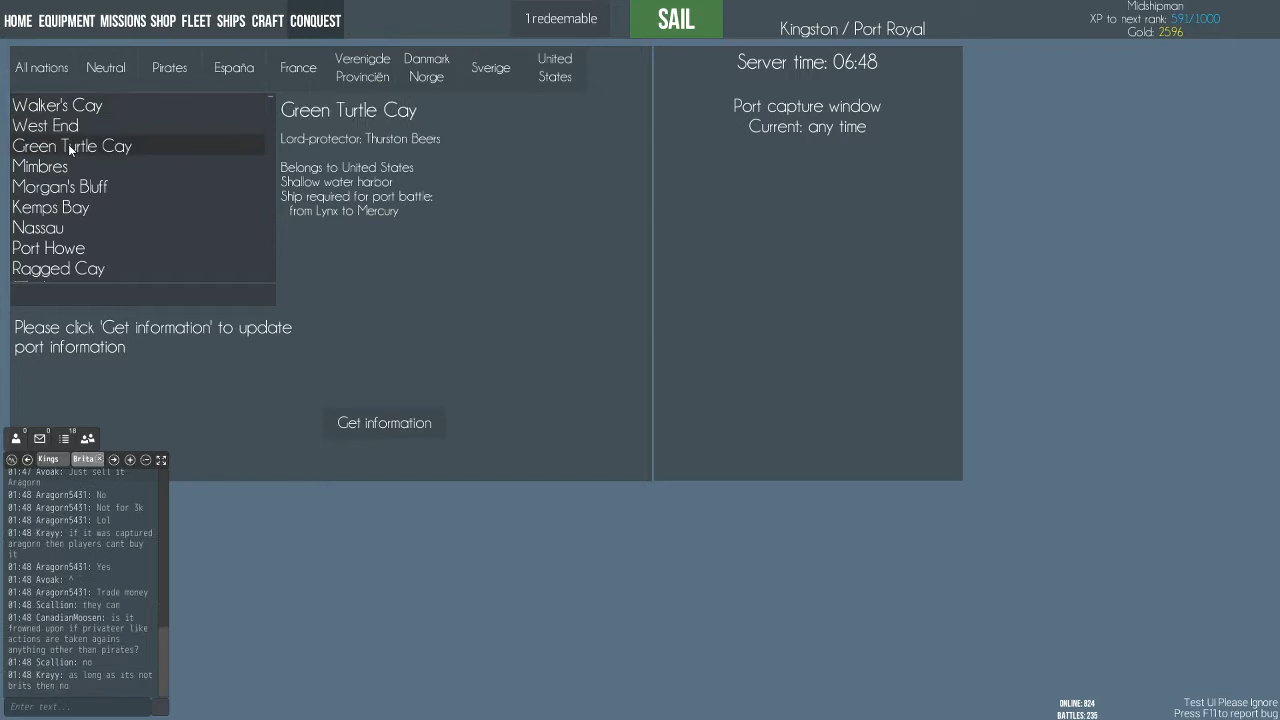 HOME EQUIPMENT MISSIONS SHOP FLEET SHIPS CRAFT CONQUEST
1 redeemable
SAIL
Kingston / Port Royal
Midshipman
XP to next rank: 591/1000
Gold: 2596
All nations
Neutral
Pirates
España
France
Verenigde
Provinciën
Danmark
Norge
Sverige
United
States
Walker's Cay
West End
Green Turtle Cay
Mimbres
Morgan's Bluff
Kemps Bay
Nassau
Port Howe
Ragged Cay
Green Turtle Cay
Lord-protector: Thurston Beers
Belongs to United States
Shallow water harbor
Ship required for port battle:
from Lynx to Mercury
Server time: 06:48
Port capture window
Current: any time
Please click 'Get information' to update
port information
Get information
0
0
18
Kings
Brita
01:47 Avoak: Just sell it
Aragorn
01:48 Aragorn5431: No
01:48 Aragorn5431: Not for 3k
01:48 Aragorn5431: Lol
01:48 Krayy: if it was captured
aragorn then players cant buy
it
01:48 Aragorn5431: Yes
01:48 Avoak: ^
01:48 Aragorn5431: Trade money
01:48 Scallion: they can
01:48 CanadianMoosen: is it
frowned upon if privateer like
actions are taken agains
anything other than pirates?
01:48 Scallion: no
01:48 Krayy: as long as its not
brits then no
Enter text...
ONLINE: 824
BATTLES: 235
Test UI Please Ignore
Press F11 to report bug